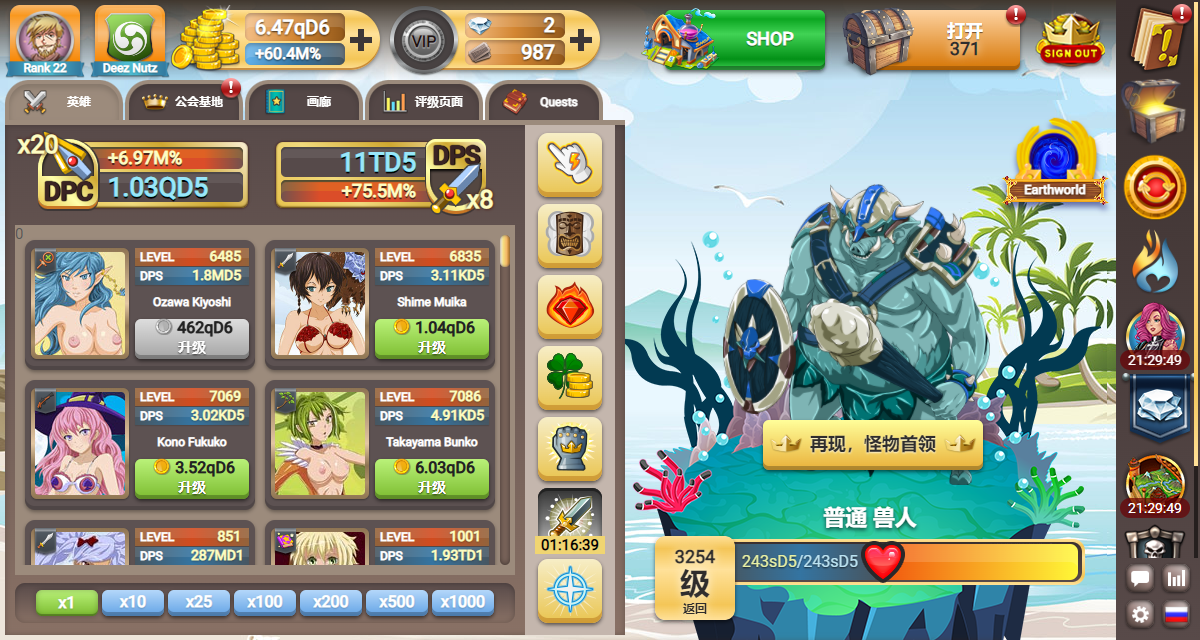 Rank 22
Deez Nutz
6.47qD6
+60.4M%
VIP
2
987
SHOP
打开
371
!
SIGN OUT
!
英雄
公会基地
!
画廊
评级页面
Quests
x20
DPC
+6.97M%
1.03QD5
11TD5
+75.5M%
DPS
x8
Earthworld
0
LEVEL 6485
DPS 1.8MD5
Ozawa Kiyoshi
462qD6
升级
LEVEL 6835
DPS 3.11KD5
Shime Muika
1.04qD6
升级
LEVEL 7069
DPS 3.02KD5
Kono Fukuko
3.52qD6
升级
LEVEL 7086
DPS 4.91KD5
Takayama Bunko
6.03qD6
升级
LEVEL 851
DPS 287MD1
LEVEL 1001
DPS 1.93TD1
01:16:39
21:29:49
21:29:49
再现，怪物首领
普通 兽人
3254
级
返回
243sD5/243sD5
x1
x10
x25
x100
x200
x500
x1000